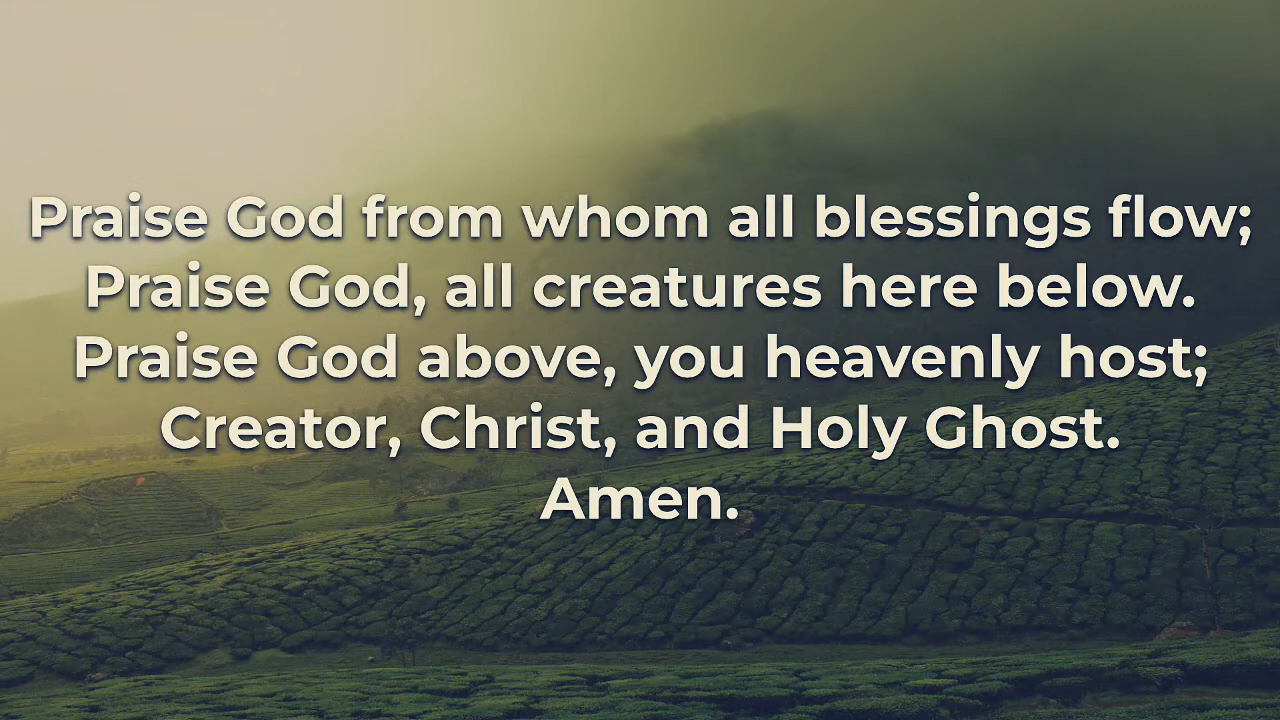 Praise God from whom all blessings flow;
Praise God, all creatures here below.
Praise God above, you heavenly host;
Creator, Christ, and Holy Ghost.
Amen.